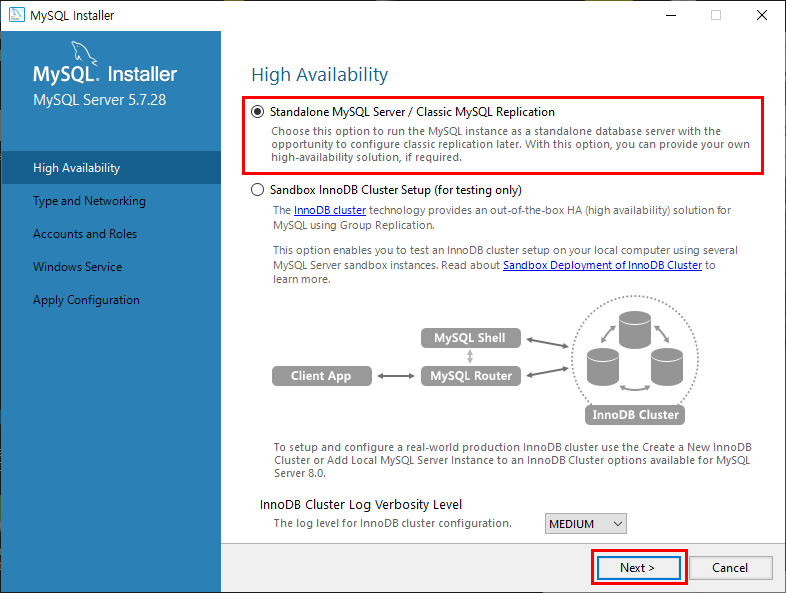 MySQL Installer
MySQL. Installer
MySQL Server 5.7.28
High Availability
Type and Networking
Accounts and Roles
Windows Service
Apply Configuration
High Availability
Standalone MySQL Server / Classic MySQL Replication
Choose this option to run the MySQL instance as a standalone database server with the
opportunity to configure classic replication later. With this option, you can provide your own
high-availability solution, if required.
Sandbox InnoDB Cluster Setup (for testing only)
The InnoDB cluster technology provides an out-of-the-box HA (high availability) solution for
MySQL using Group Replication.
This option enables you to test an InnoDB cluster setup on your local computer using several
MySQL Server sandbox instances. Read about Sandbox Deployment of InnoDB Cluster to
learn more.
MySQL Shell
Client App
MySQL Router
InnoDB Cluster
To setup and configure a real-world production InnoDB cluster use the Create a New InnoDB
Cluster or Add Local MySQL Server Instance to an InnoDB Cluster options available for MySQL
Server 8.0.
InnoDB Cluster Log Verbosity Level
The log level for InnoDB cluster configuration.
MEDIUM
Next >
Cancel